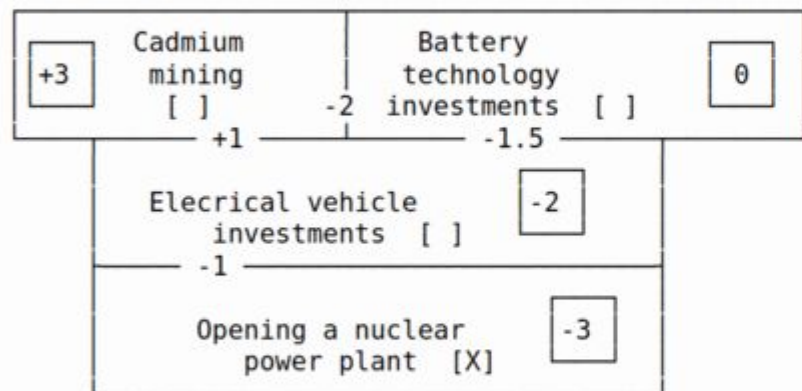 Cadmium Battery
+3 mining technology 0
[ ] -2 investments [ ]
+1 -1.5
Elecrical vehicle -2
investments [ ]
-1
Opening a nuclear -3
power plant [X]